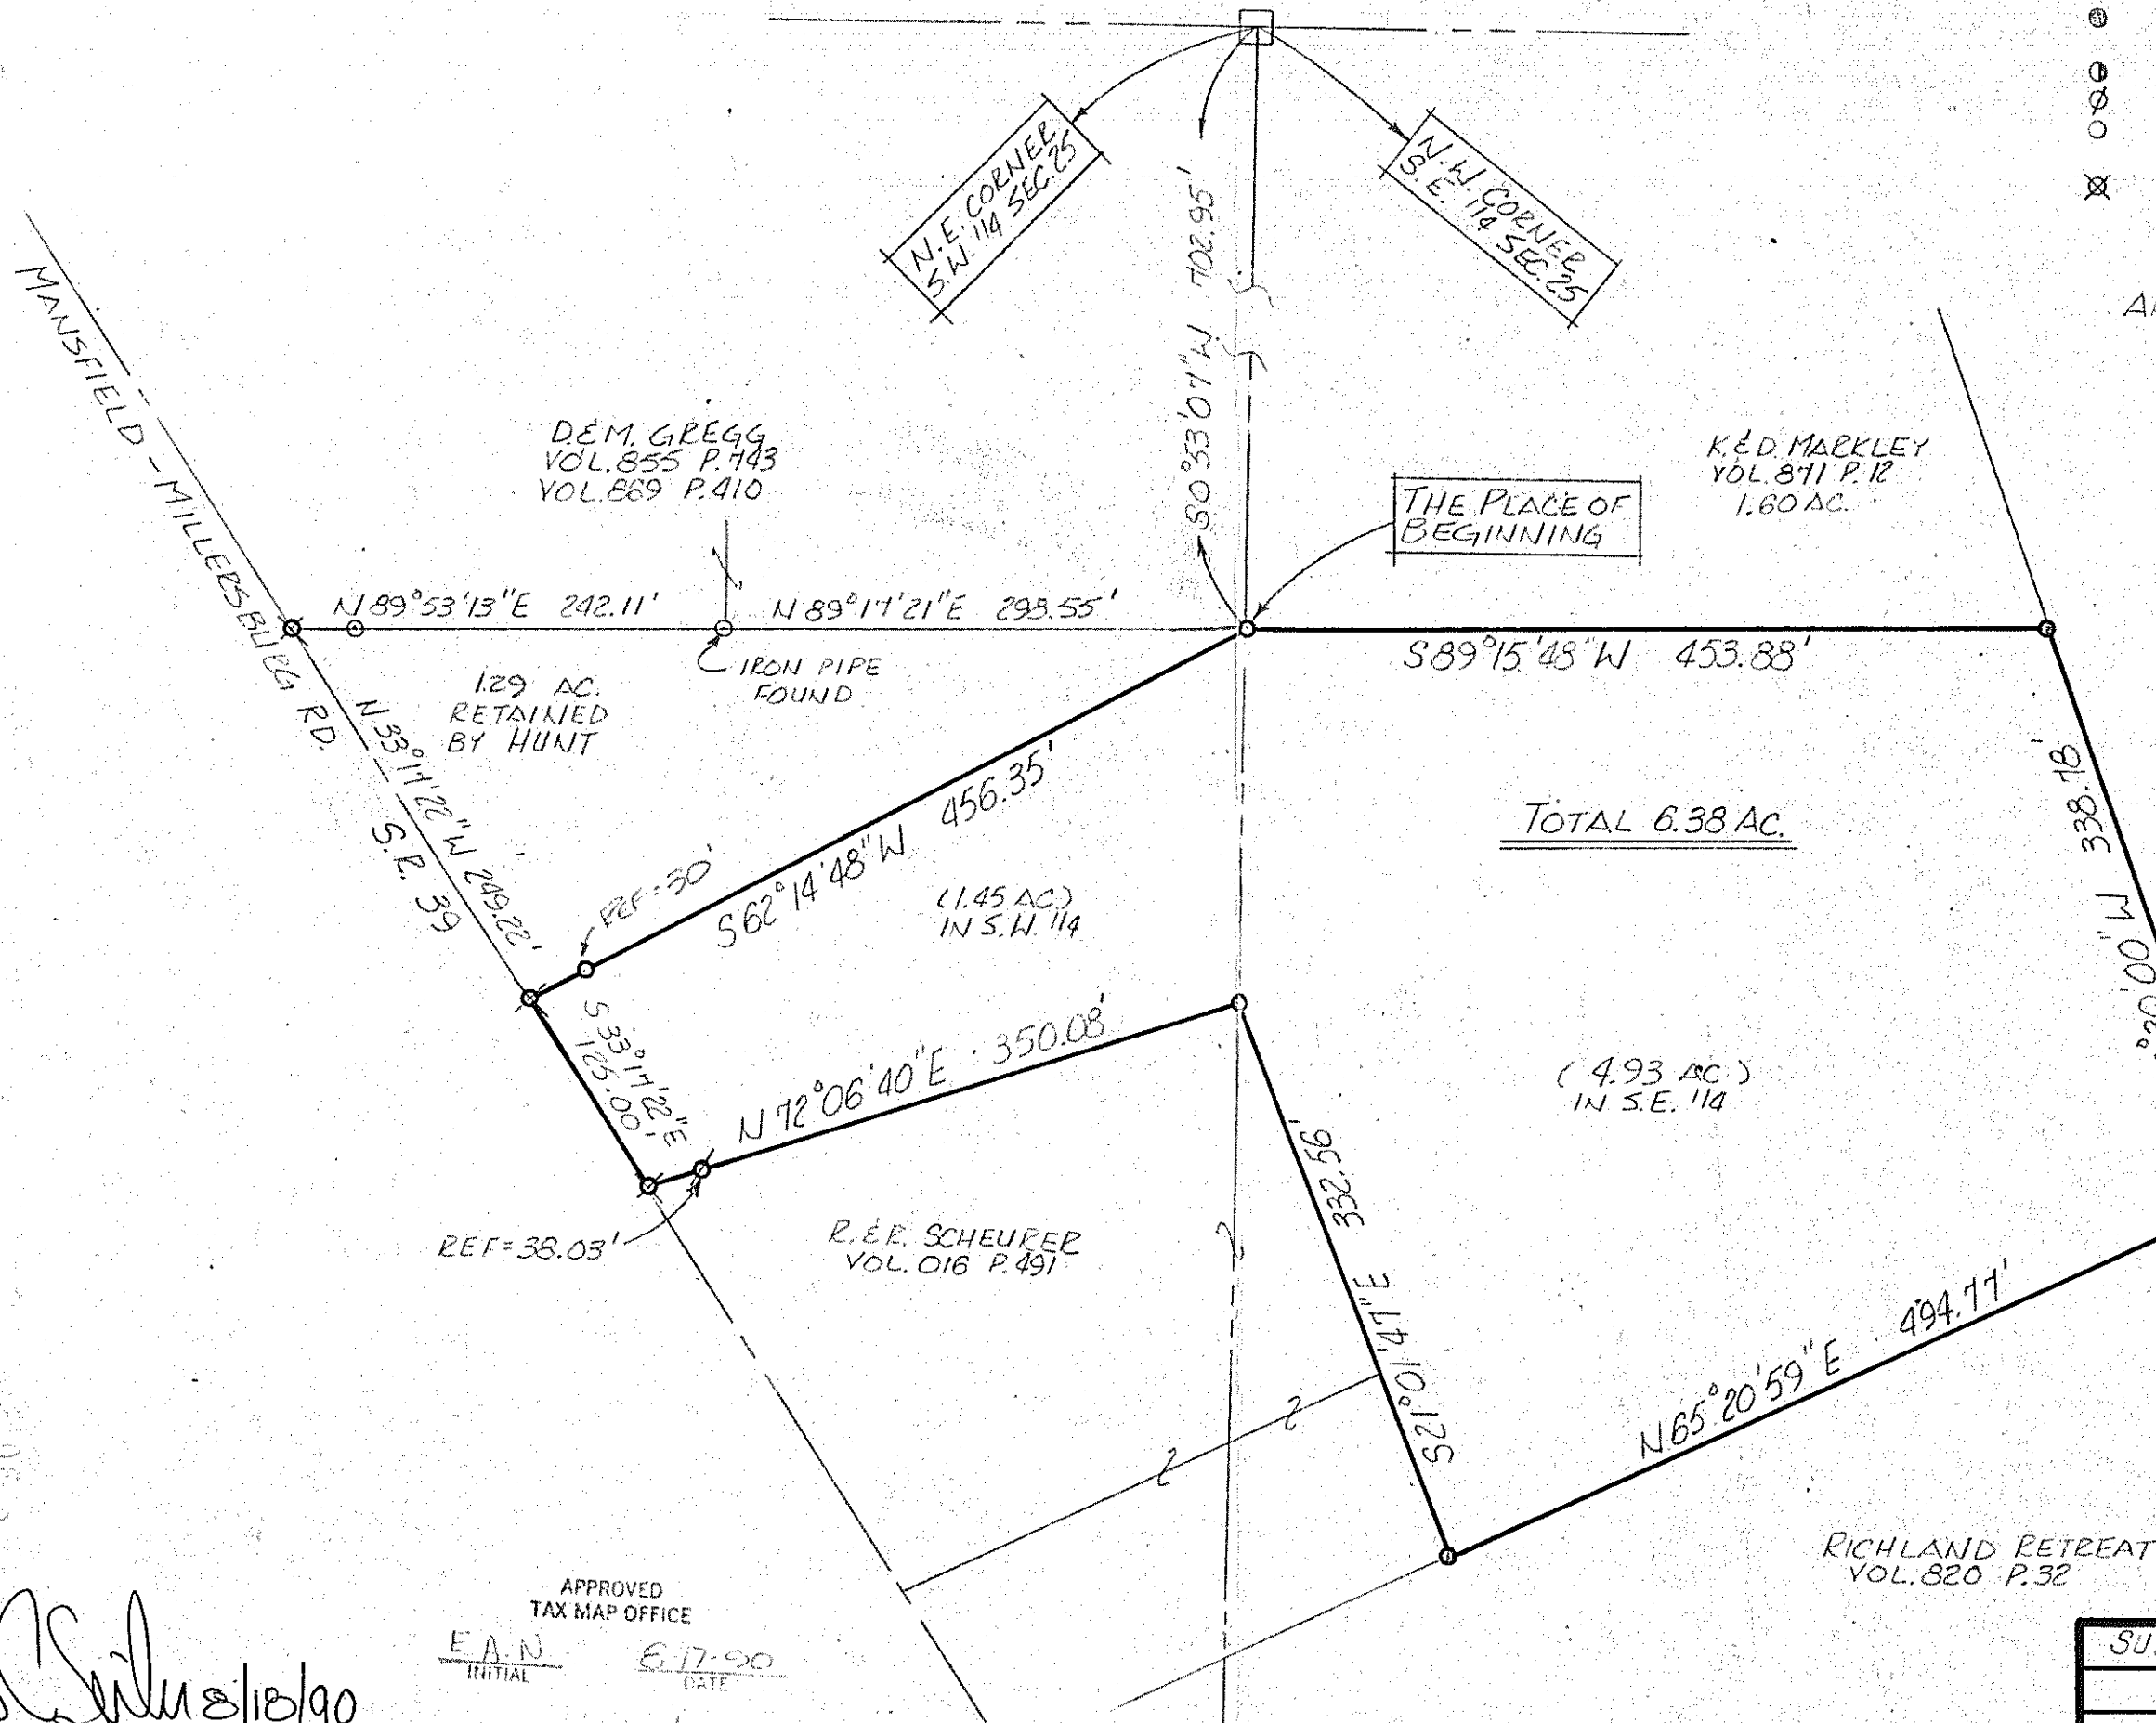 N.E. CORNER
S.W. 1/4 SEC. 25
N.W. CORNER
S.E. 1/4 SEC. 25
S0°53'07"W 702.95'
MANSFIELD - MILLERSBURG RD.
S.R. 39
D.&M. GREGG
VOL. 855 P. 743
VOL. 869 P. 410
K.&D. MARKLEY
VOL. 871 P. 12
1.60 AC.
THE PLACE OF
BEGINNING
N 89°53'13"E 242.11'
N 89°17'21"E 298.55'
S 89°15'48"W 453.88'
IRON PIPE
FOUND
1.29 AC.
RETAINED
BY HUNT
N 33°17'22"W 249.22'
S 62°14'48"W 456.35'
REF = 30'
TOTAL 6.38 AC.
338.78'
°30'00"W
(1.45 AC.)
IN S.W. 1/4
S 33°17'22"E
125.00'
N 72°06'40"E 350.08'
(4.93 AC.)
IN S.E. 1/4
REF = 38.03'
R.&R. SCHEURER
VOL. 016 P. 491
S 21°01'47"E 332.56'
N 65°20'59"E 494.77'
RICHLAND RETREAT
VOL. 820 P. 32
APPROVED
TAX MAP OFFICE
E.A.N
INITIAL
8-17-90
DATE
8/18/90